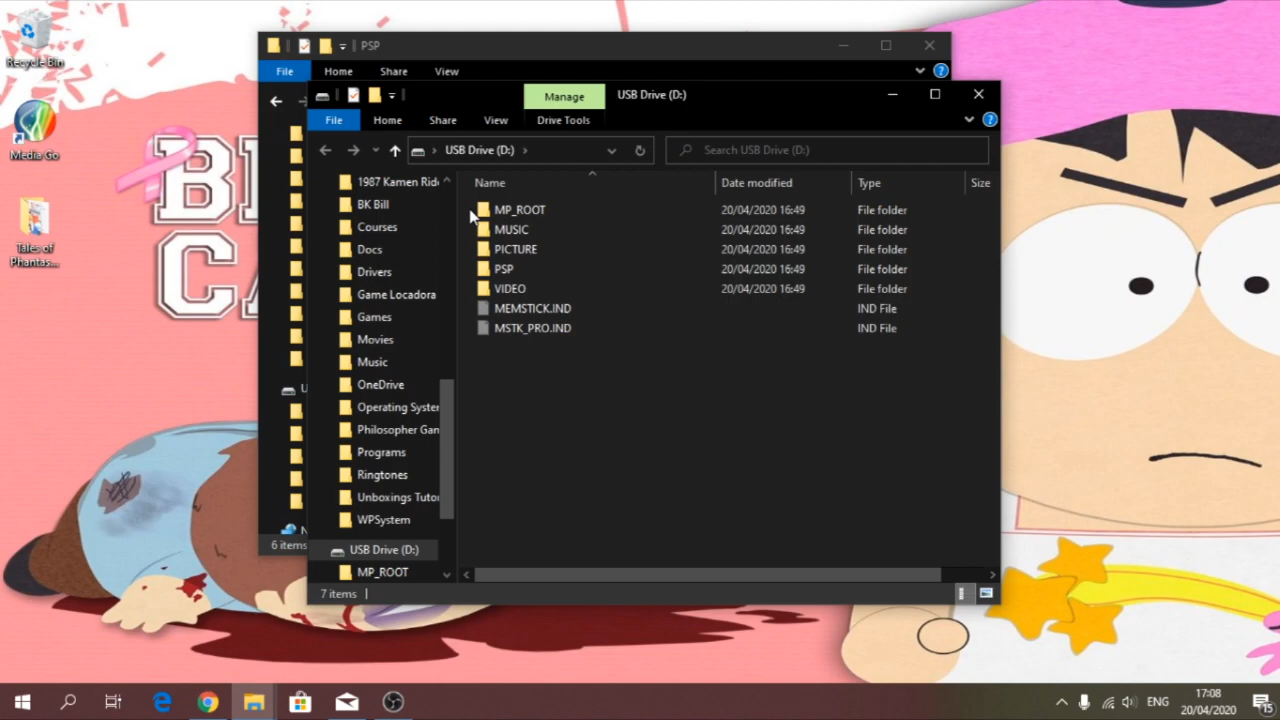 Recycle Bin
Media Go
Tales of
Phantas...
PSP
File Home Share View
Manage
USB Drive (D:)
File Home Share View Drive Tools
USB Drive (D:)
Search USB Drive (D:)
Name Date modified Type Size
MP_ROOT 20/04/2020 16:49 File folder
MUSIC 20/04/2020 16:49 File folder
PICTURE 20/04/2020 16:49 File folder
PSP 20/04/2020 16:49 File folder
VIDEO 20/04/2020 16:49 File folder
MEMSTICK.IND IND File
MSTK_PRO.IND IND File
1987 Kamen Ride
BK Bill
Courses
Docs
Drivers
Game Locadora
Games
Movies
Music
OneDrive
Operating Syster
Philosopher Gan
Programs
Ringtones
Unboxings Tutor
WPSystem
USB Drive (D:)
MP_ROOT
7 items
6 items
ENG
17:08
20/04/2020
15